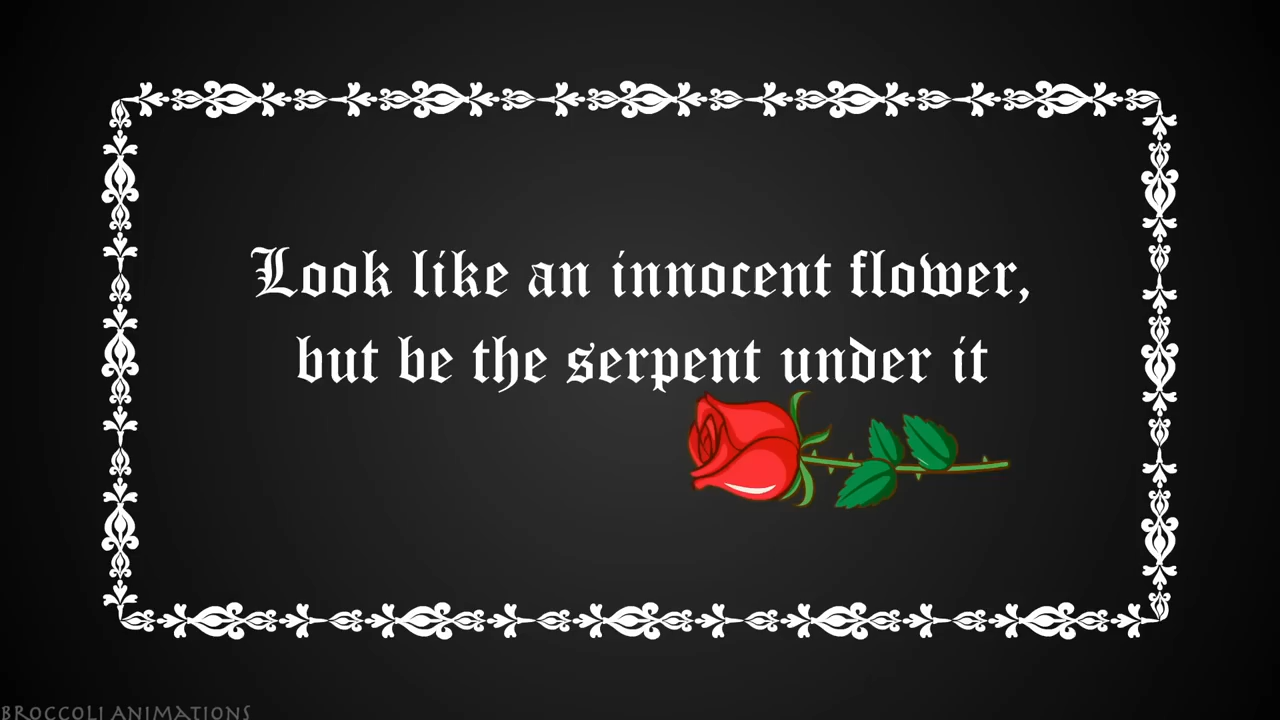 Look like an innocent flower,
but be the serpent under it
BROCCOLI ANIMATIONS